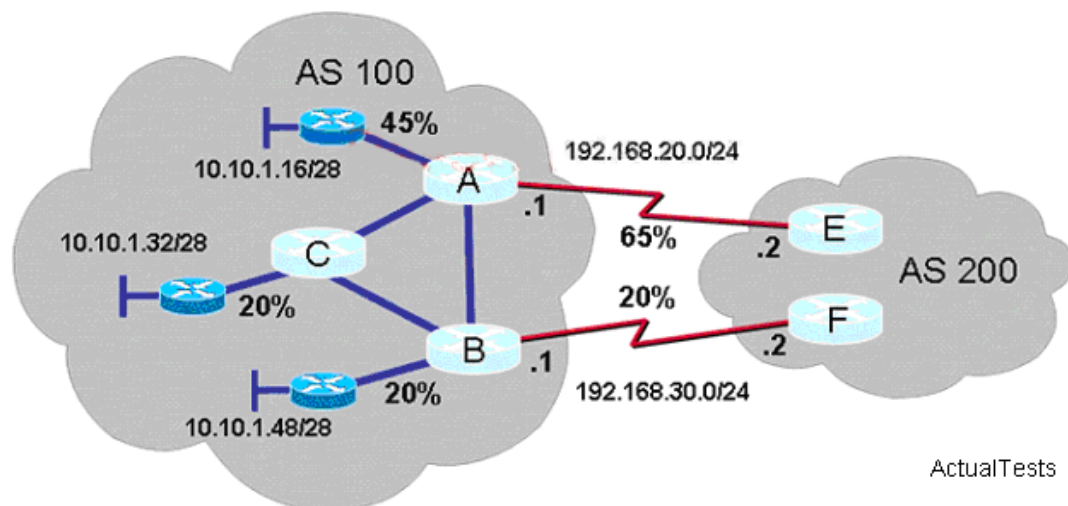 AS 100
45%
10.10.1.16/28
A
192.168.20.0/24
.1
65%
.2
E
10.10.1.32/28
C
20%
AS 200
20%
B
.1
F
.2
20%
192.168.30.0/24
10.10.1.48/28
ActualTests